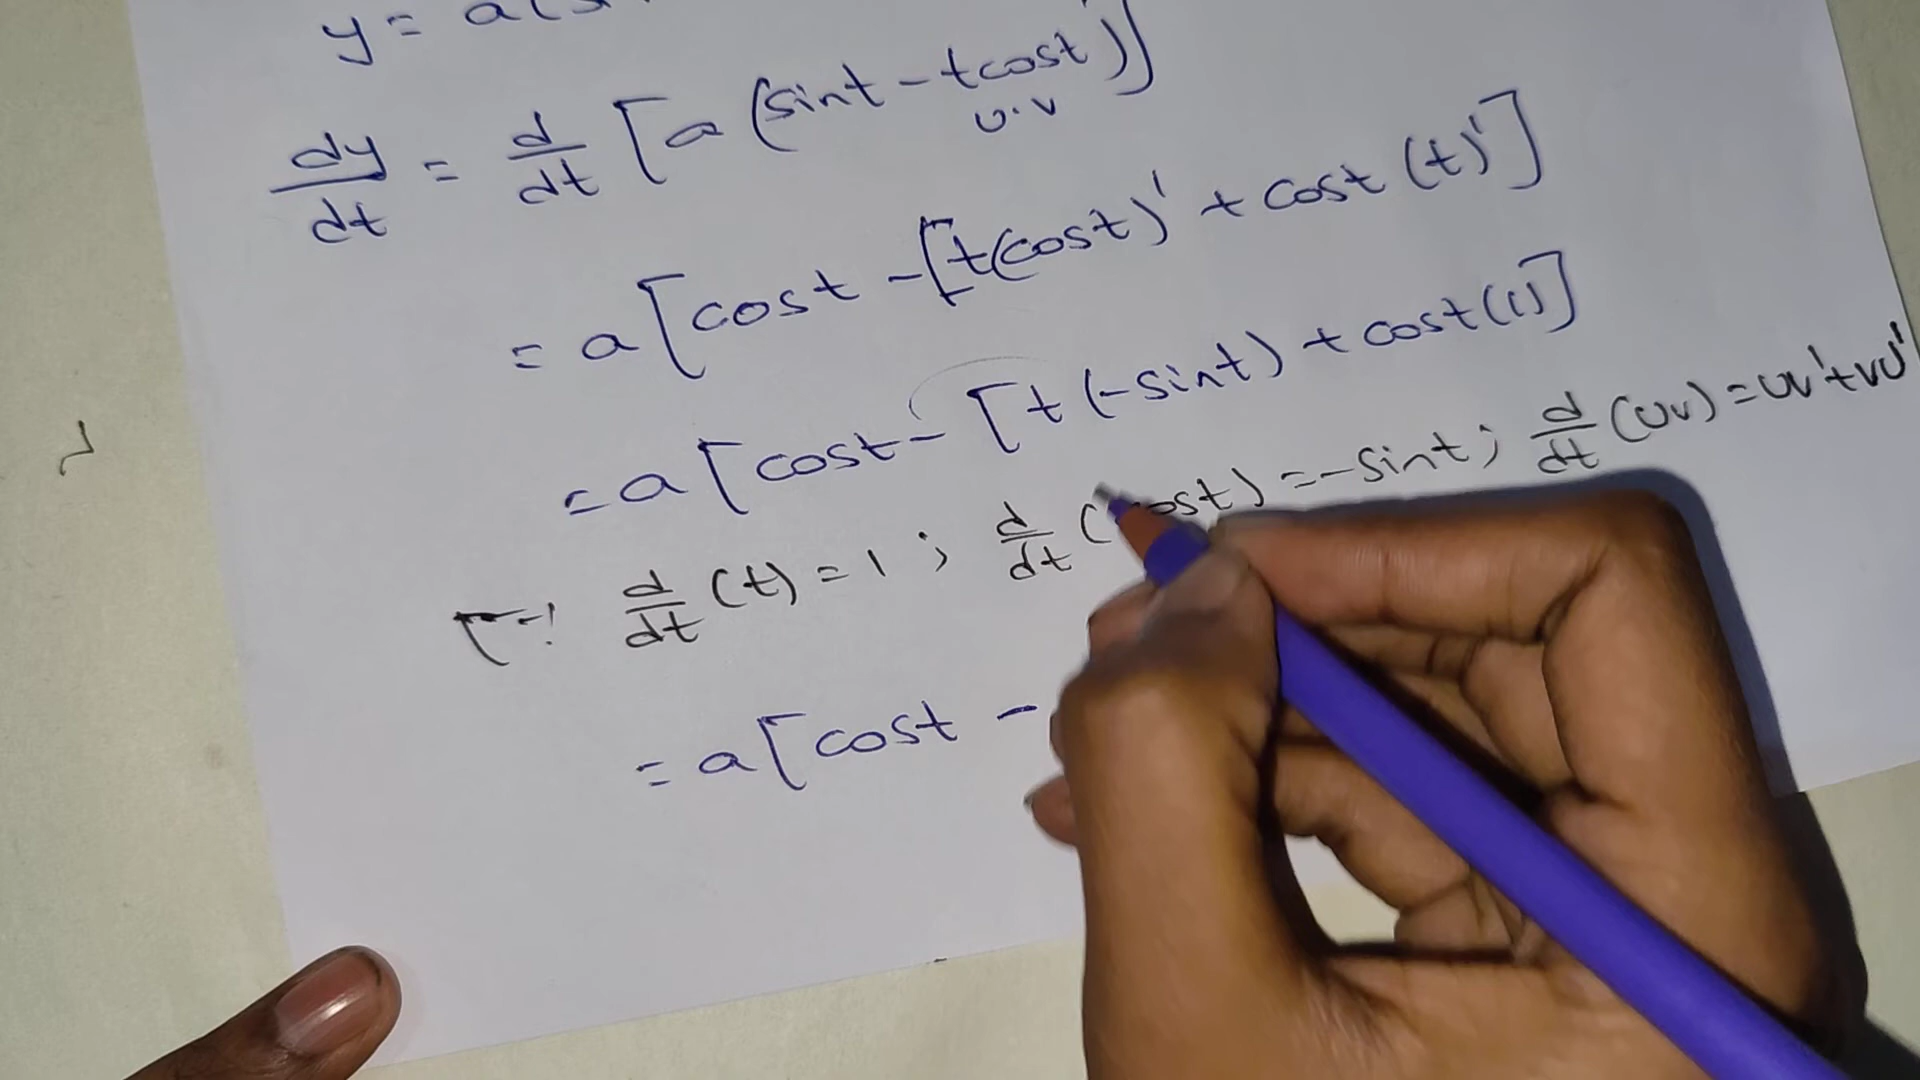 y = a(s
dy/dt = d/dt [a (sint - tcost)]
u.v
= a[cost - [t(cost)' + cost (t)']
= a[cost - [t (-sint) + cost(1)]
[∵ d/dt (t) = 1 ; d/dt (cost) = -sint ; d/dt (uv) = uv' + vu'
= a[cost -